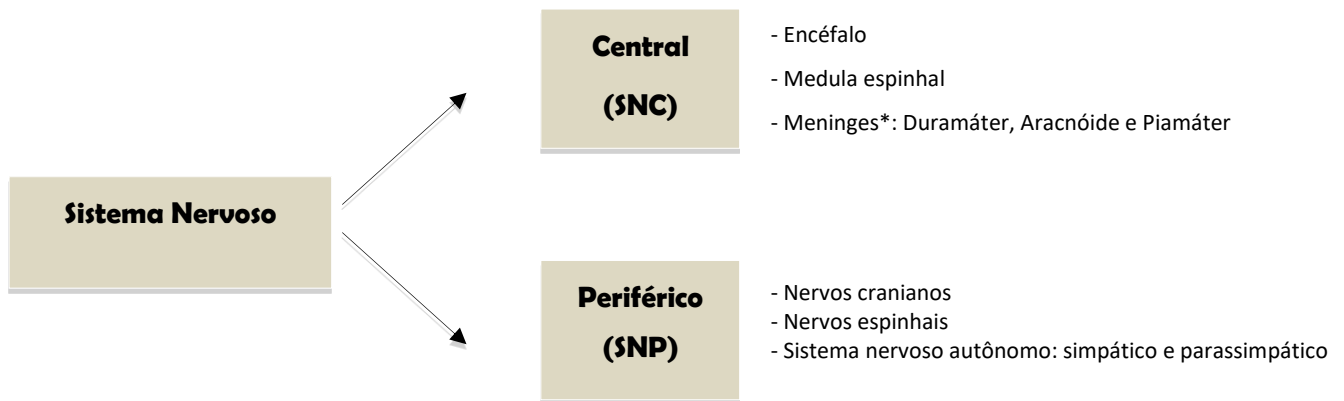 Sistema Nervoso
Central
(SNC)
- Encéfalo
- Medula espinhal
- Meninges*: Duramáter, Aracnóide e Piamáter
Periférico
(SNP)
- Nervos cranianos
- Nervos espinhais
- Sistema nervoso autônomo: simpático e parassimpático